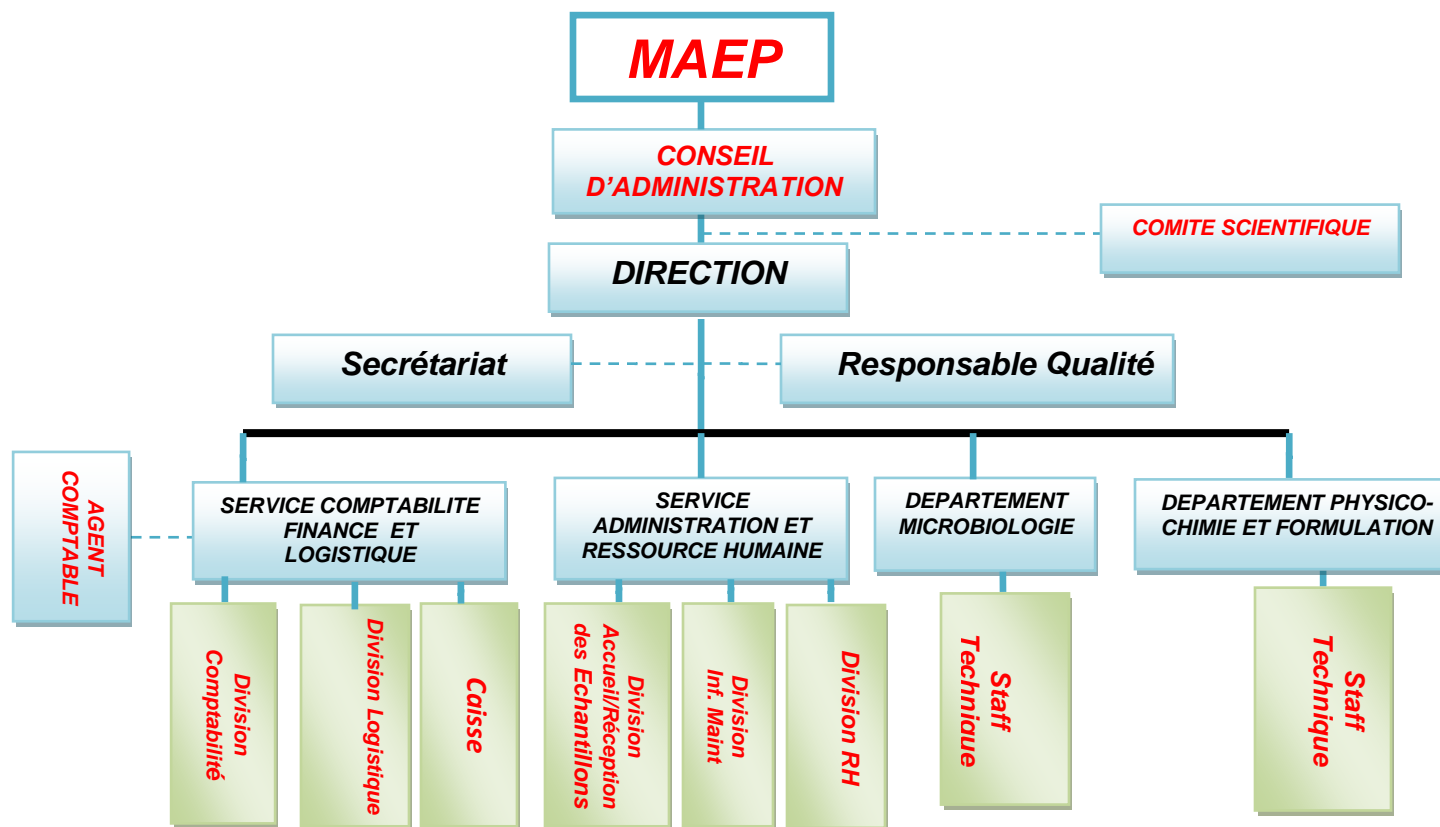 MAEP
CONSEIL
D’ADMINISTRATION
COMITE SCIENTIFIQUE
DIRECTION
Secrétariat
Responsable Qualité
AGENT
COMPTABLE
SERVICE COMPTABILITE
FINANCE ET
LOGISTIQUE
SERVICE
ADMINISTRATION ET
RESSOURCE HUMAINE
DEPARTEMENT
MICROBIOLOGIE
DEPARTEMENT PHYSICO-
CHIMIE ET FORMULATION
Division
Comptabilité
Division Logistique
Caisse
Division
Accueil/Réception
des Echantillons
Division
Inf. Maint
Division RH
Staff
Technique
Staff
Technique